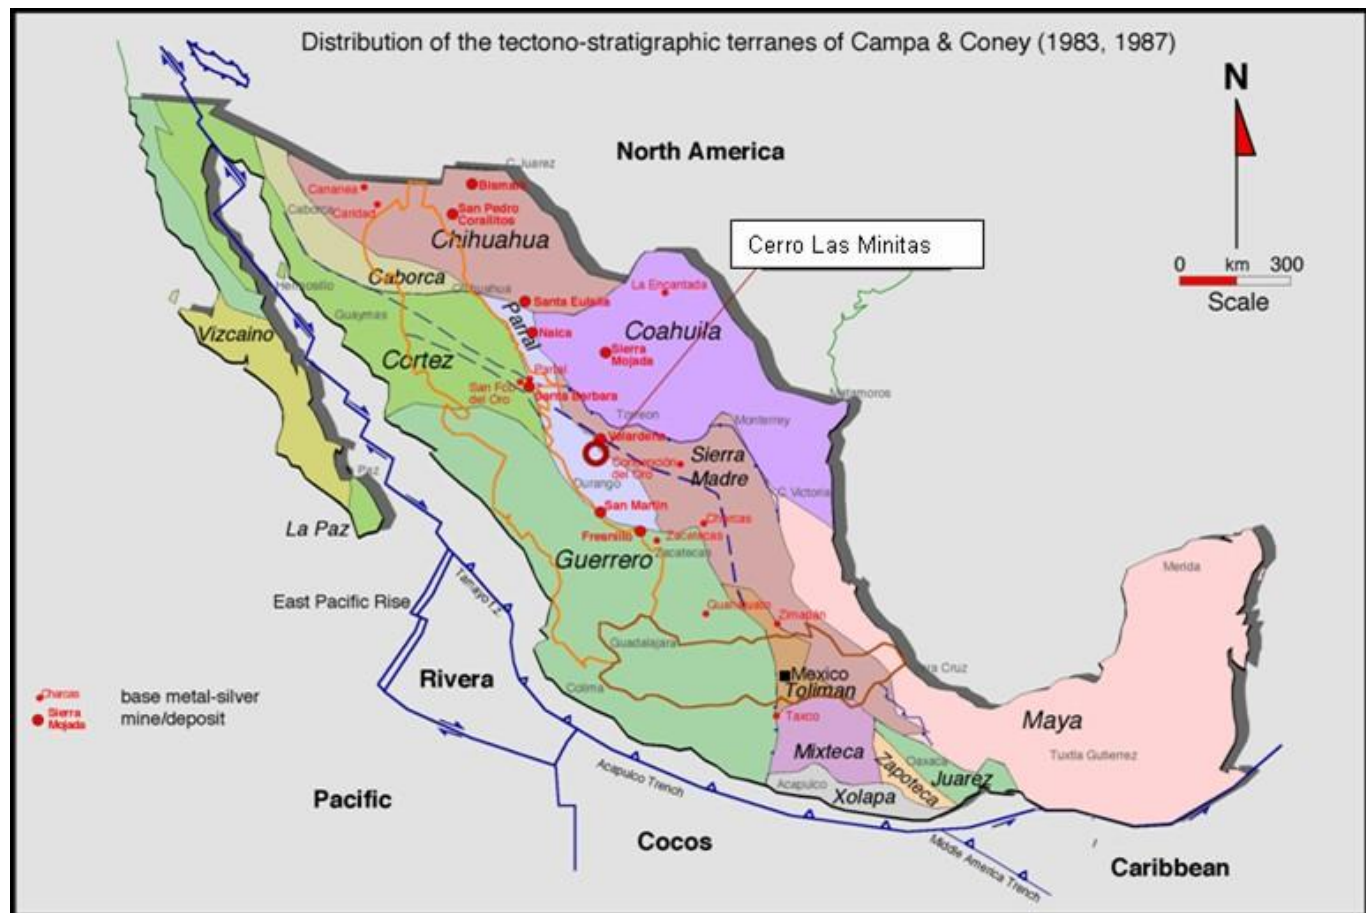 Distribution of the tectono-stratigraphic terranes of Campa & Coney (1983, 1987)
N
North America
C.Juarez
Cananea
Bismark
Caborca
Caridad
San Pedro
Corralitos
Chihuahua
Cerro Las Minitas
0 km 300
Scale
Caborca
Chihuahua
Hermosillo
La Encantada
Santa Eulalia
Guaymas
Parral
Naica
Coahuila
Vizcaino
Cortez
Sierra
Mojada
Parral
San Fco
del Oro
Santa Barbara
Matamoros
Torreon
Monterrey
Velardeña
Sierra
Madre
Concepción
del Oro
Paz
Durango
C. Victoria
San Martin
La Paz
Charcas
Fresnillo
Zacatecas
Zacatecas
Guerrero
Merida
Tamayo f.z.
East Pacific Rise
Guanajuato
Zimapan
Guadalajara
Vera Cruz
Rivera
Mexico
Colima
Toliman
Charcas
base metal-silver
Sierra
Mojada
mine/deposit
Taxco
Maya
Mixteca
Zapoteca
Oaxaca
Juarez
Tuxtla Gutierrez
Acapulco Trench
Acapulco
Xolapa
Pacific
Cocos
Middle America Trench
Caribbean